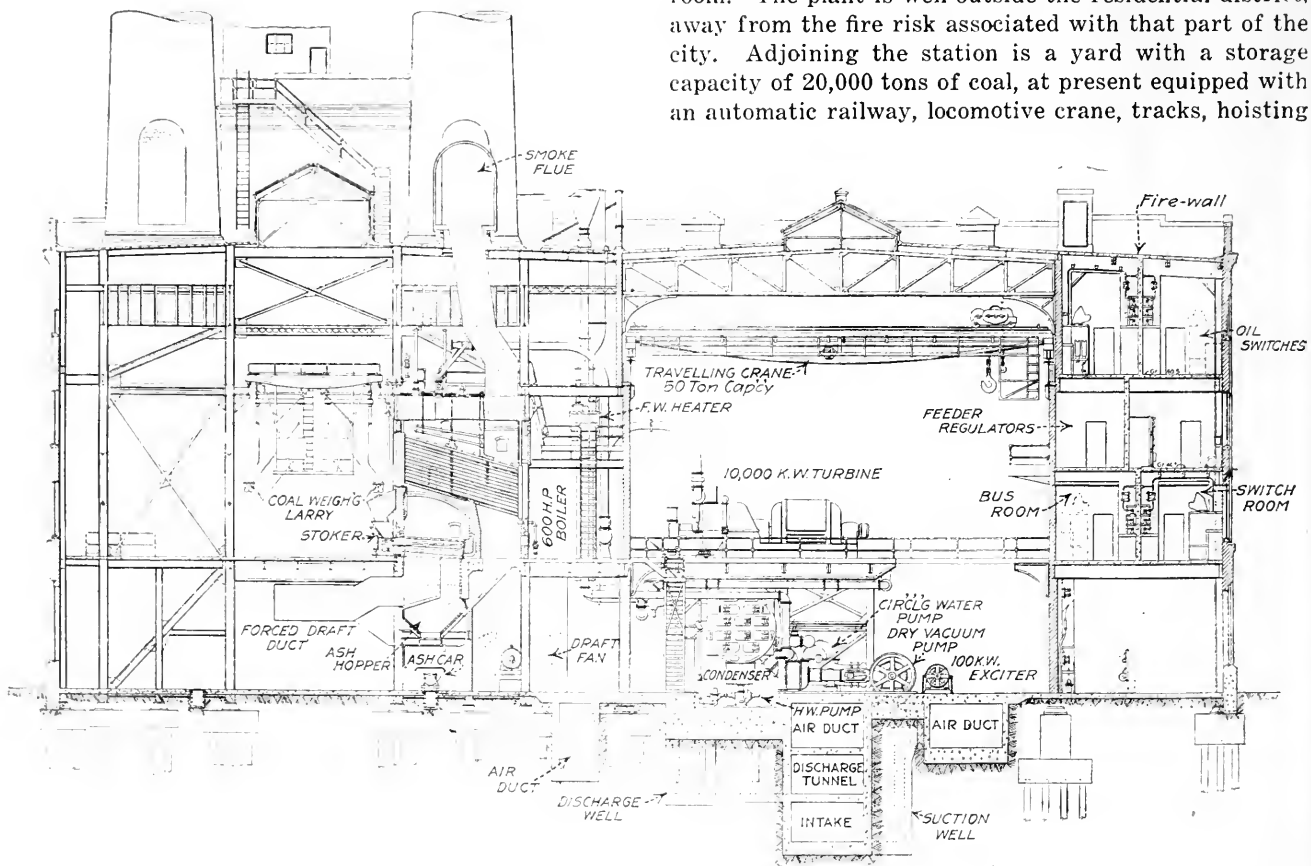 away from the fire risk associated with that part of the
city. Adjoining the station is a yard with a storage
capacity of 20,000 tons of coal, at present equipped with
an automatic railway, locomotive crane, tracks, hoisting
SMOKE
FLUE
Fire-wall
OIL
SWITCHES
TRAVELLING CRANE
50 Ton Cap'c'y
F.W. HEATER
FEEDER
REGULATORS
10,000 K.W. TURBINE
COAL WEIGH'G
LARRY
STOKER
600 H.P.
BOILER
BUS
ROOM
SWITCH
ROOM
FORCED DRAFT
DUCT
ASH
HOPPER
ASH CAR
DRAFT
FAN
CIRCL'G WATER
PUMP
DRY VACUUM
PUMP
CONDENSER
100 K.W.
EXCITER
H.W. PUMP
AIR DUCT
AIR DUCT
DISCHARGE
TUNNEL
INTAKE
AIR
DUCT
DISCHARGE
WELL
SUCTION
WELL